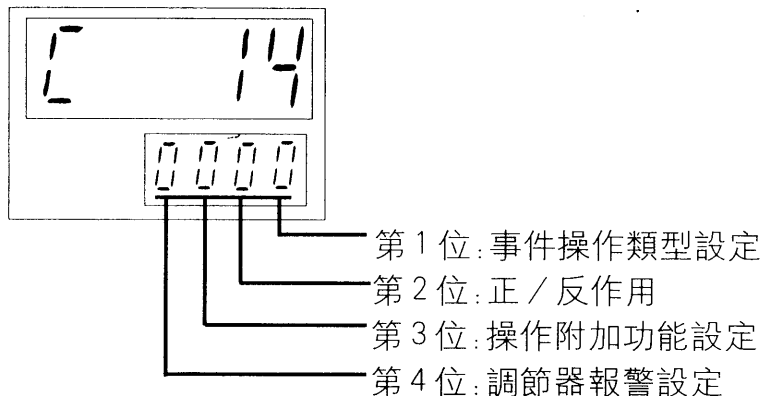 C 14
0000
第1位:事件操作類型設定
第2位:正/反作用
第3位:操作附加功能設定
第4位:調節器報警設定